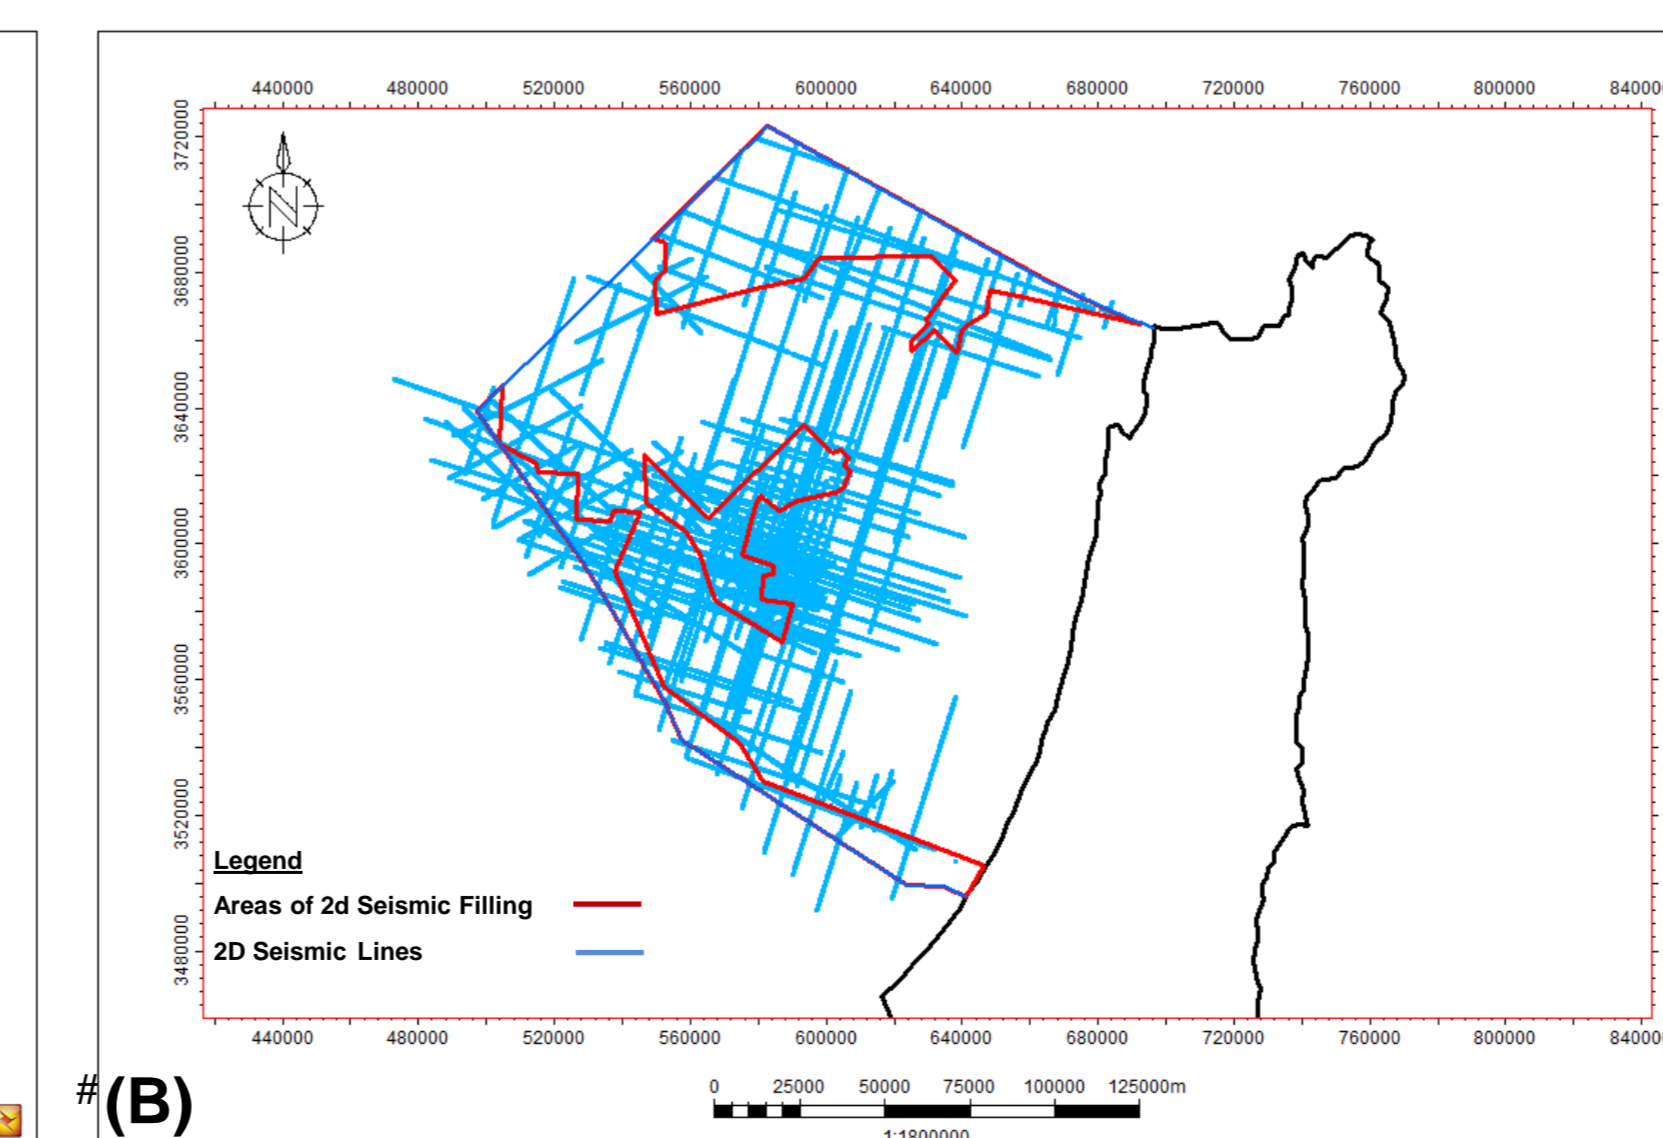 440000 480000 520000 560000 600000 640000 680000 720000 760000 800000 84000
3720000
3680000
3640000
3600000
3560000
3520000
3480000
N
Legend
Areas of 2d Seismic Filling
2D Seismic Lines
440000 480000 520000 560000 600000 640000 680000 720000 760000 800000 84000
#(B)
0 25000 50000 75000 100000 125000m
1:1800000